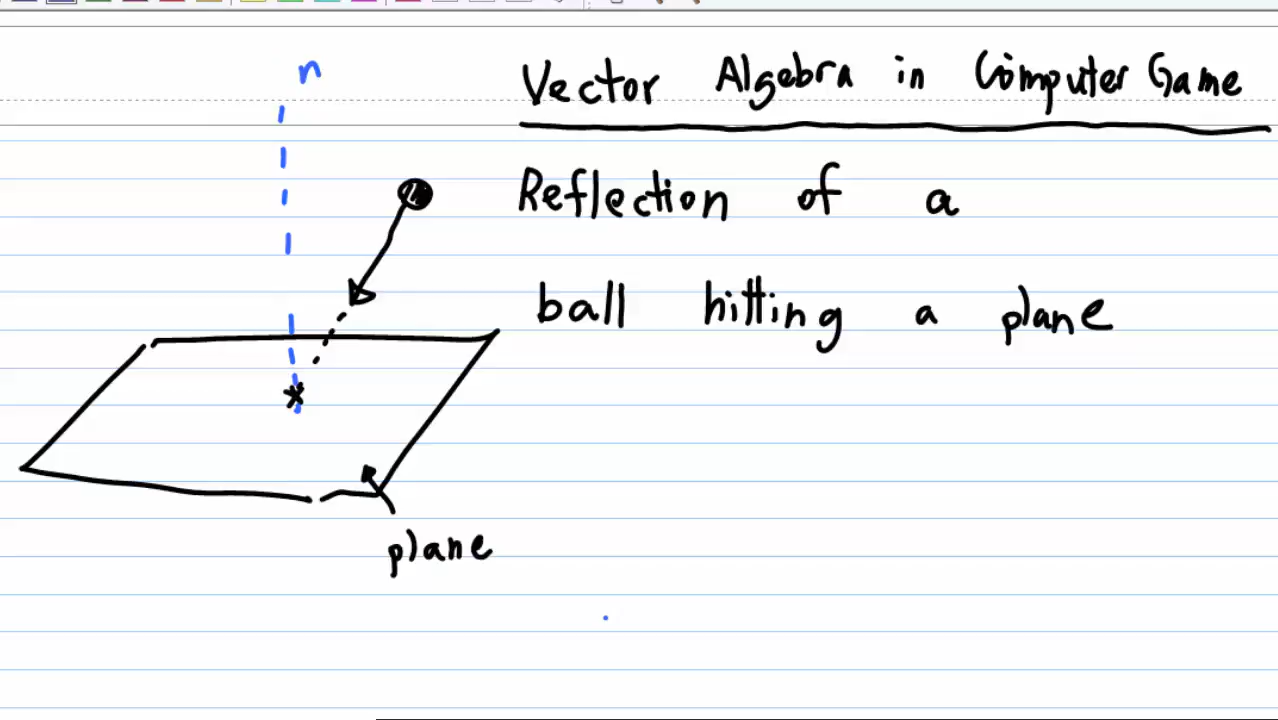 n
Vector Algebra in Computer Game
Reflection of a
ball hitting a plane
plane